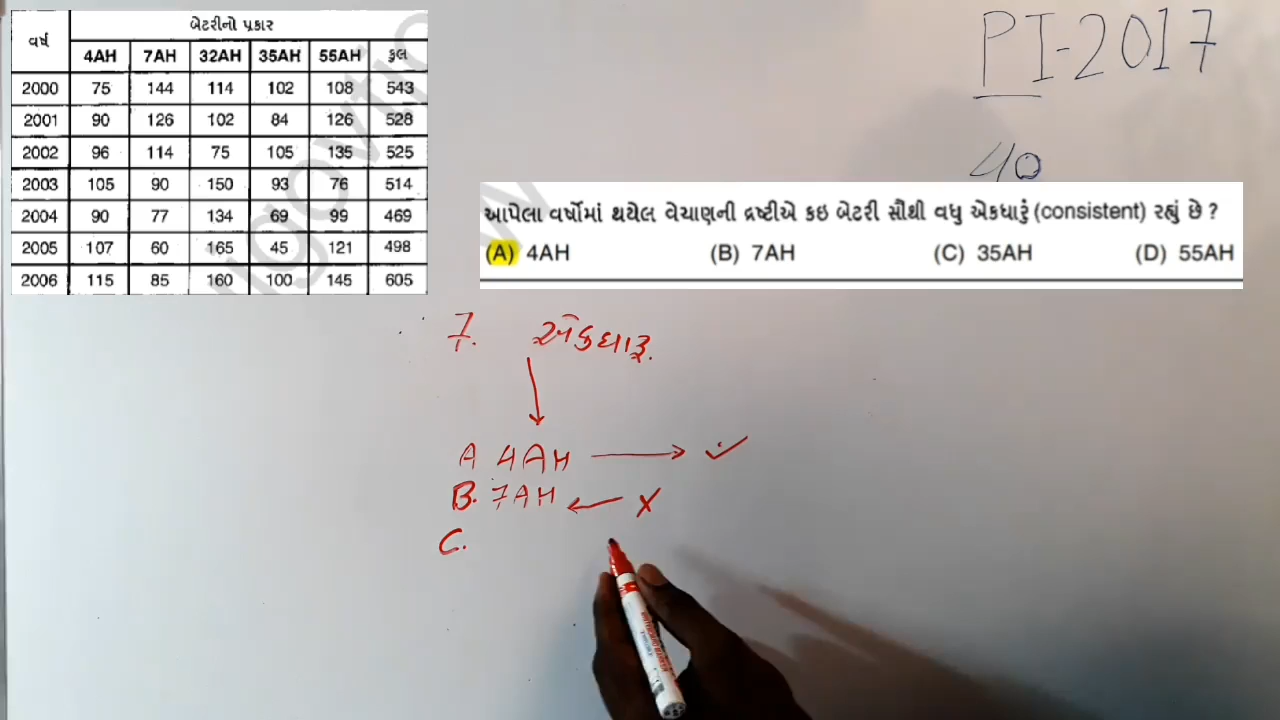 વર્ષ બેટરીનો પ્રકાર
4AH 7AH 32AH 35AH 55AH કુલ
2000 75 144 114 102 108 543
2001 90 126 102 84 126 528
2002 96 114 75 105 135 525
2003 105 90 150 93 76 514
2004 90 77 134 69 99 469
2005 107 60 165 45 121 498
2006 115 85 160 100 145 605
PI-2017
40
આપેલા વર્ષોમાં થયેલ વેચાણની દ્રષ્ટીએ કઇ બેટરી સૌથી વધુ એકધારું (consistent) રહ્યું છે ?
(A) 4AH (B) 7AH (C) 35AH (D) 55AH
7. એકધારૂ.
A 4AH
B. 7AH X
C.